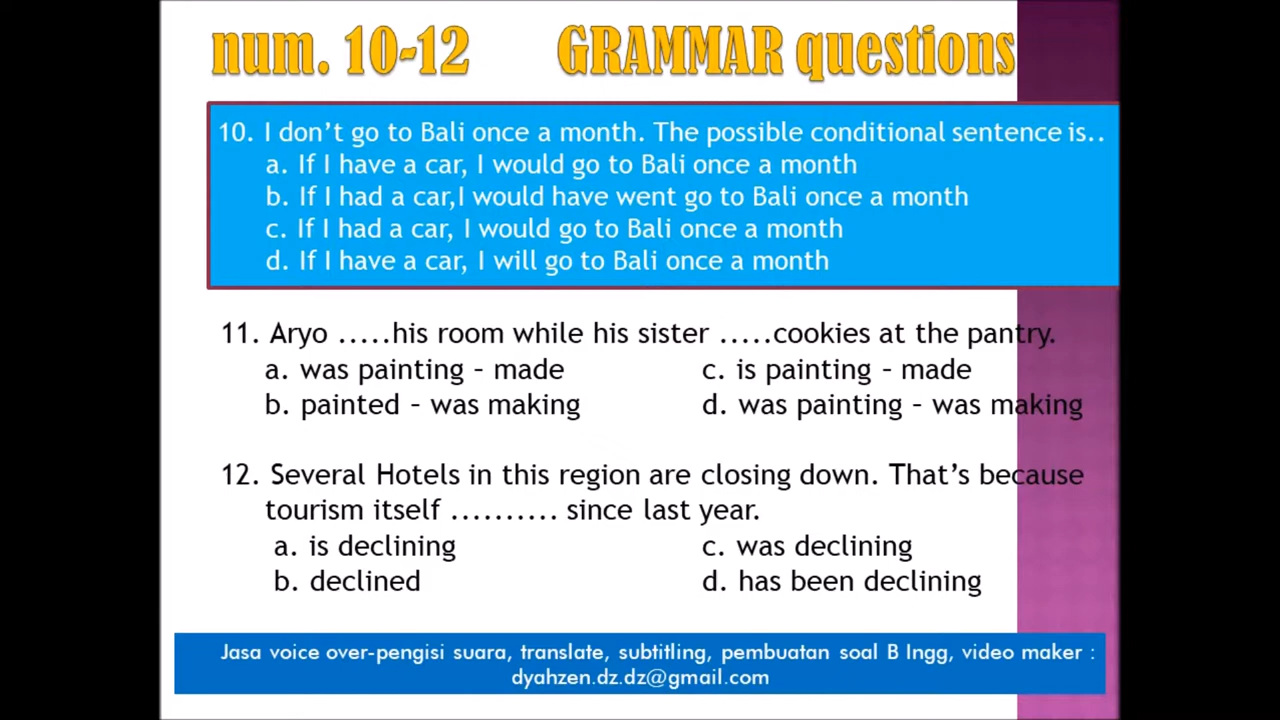 num. 10-12 GRAMMAR questions
10. I don't go to Bali once a month. The possible conditional sentence is..
a. If I have a car, I would go to Bali once a month
b. If I had a car,I would have went go to Bali once a month
c. If I had a car, I would go to Bali once a month
d. If I have a car, I will go to Bali once a month
11. Aryo .....his room while his sister .....cookies at the pantry.
a. was painting – made c. is painting – made
b. painted – was making d. was painting – was making
12. Several Hotels in this region are closing down. That's because
tourism itself .......... since last year.
a. is declining c. was declining
b. declined d. has been declining
Jasa voice over-pengisi suara, translate, subtitling, pembuatan soal B Ingg, video maker :
dyahzen.dz.dz@gmail.com